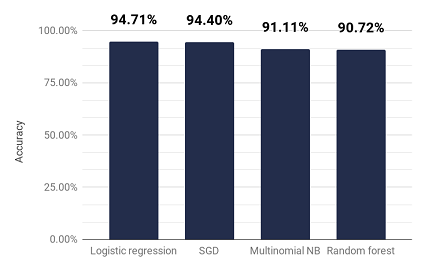 94.71%
94.40%
91.11%
90.72%
100.00%
75.00%
50.00%
25.00%
0.00%
Accuracy
Logistic regression
SGD
Multinomial NB
Random forest